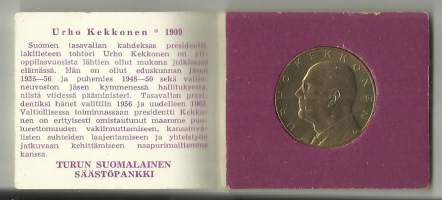 Urho Kekkonen * 1900
Suomen tasavallan kahdeksas presidentti,
lakitieteen tohtori Urho Kekkonen on yli-
oppilasvuosista lähtien ollut mukana julkisessa
elämässä. Hän oli eduskunnan jäsen
1936—56 ja puhemies 1948—50 sekä valtio-
neuvoston jäsen kymmenessä hallituksessa,
niistä viidessä pääministeri. Tasavallan presi-
dentiksi hänet valittiin 1956 ja uudelleen 1962.
Valtiollisessa toiminnassaan presidentti Kekko-
nen on erityisesti omistautunut maamme puo-
lueettomuuden vakiinnuttamiseen, kansainvä-
listen suhteiden laajentamiseen ja yhteistyön
jatkuvaan kehittämiseen naapurimaittemme
kanssa.
TURUN SUOMALAINEN
SÄÄSTÖPANKKI
URHO KEKKONEN